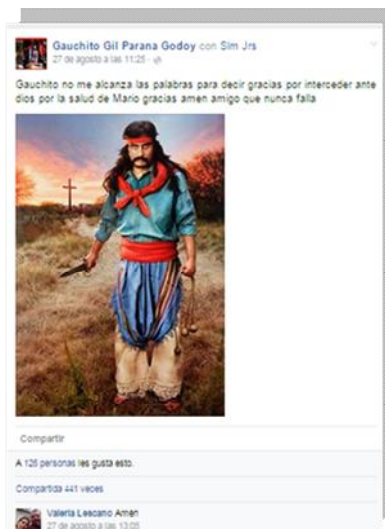 Gauchito Gil Parana Godoy con Sim Jrs
27 de agosto a las 11:25
Gauchito no me alcanza las palabras para decir gracias por interceder ante
dios por la salud de Mario gracias amen amigo que nunca falla
Compartir
A 126 personas les gusta esto.
Compartida 441 veces
Valeria Lescano Amen
27 de agosto a las 13:05